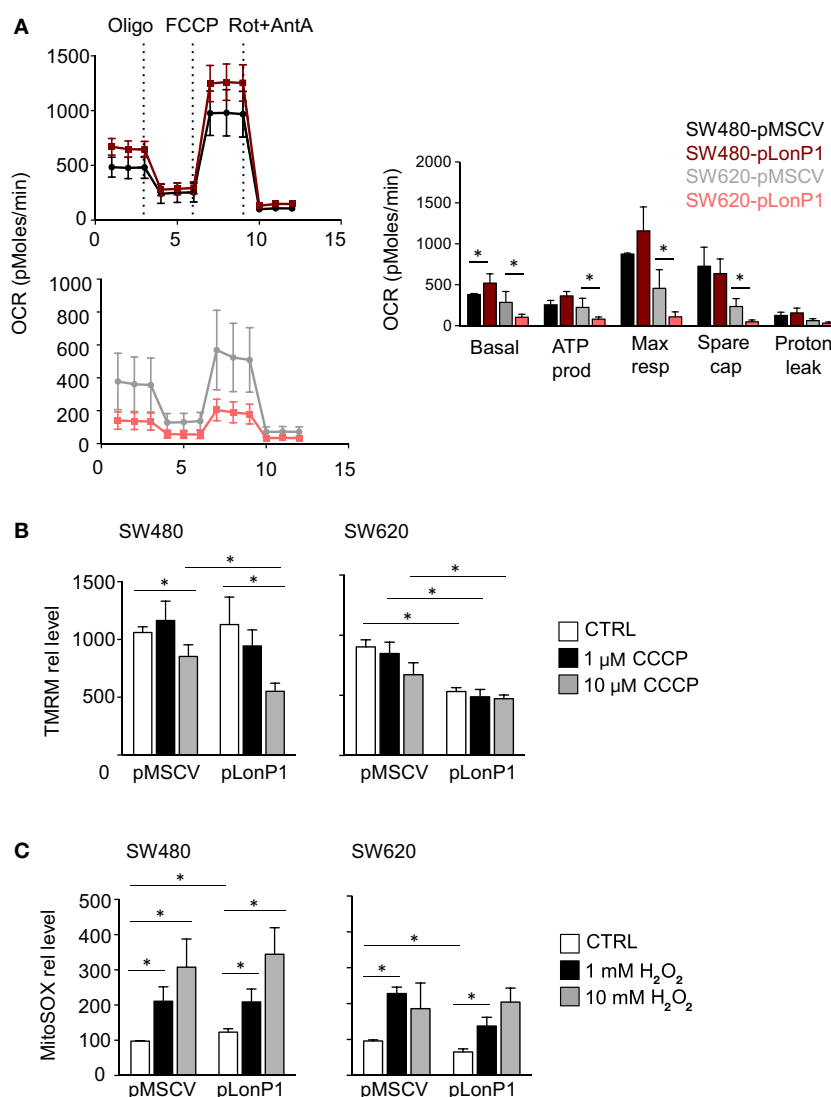 A
Oligo FCCP Rot+AntA
1500
1000
500
0
0 5 10 15
OCR (pMoles/min)
1000
800
600
400
200
0
0 5 10 15
SW480-pMSCV
SW480-pLonP1
SW620-pMSCV
SW620-pLonP1
2000
1500
1000
500
0
OCR (pMoles/min)
* * * * *
Basal ATP prod Max resp Spare cap Proton leak
B
SW480 SW620
* * * * * *
1500
1000
500
0
TMRM rel level
pMSCV pLonP1 pMSCV pLonP1
CTRL
1 µM CCCP
10 µM CCCP
C
SW480 SW620
* * * * * * * *
500
400
300
200
100
0
MitoSOX rel level
pMSCV pLonP1 pMSCV pLonP1
CTRL
1 mM H₂O₂
10 mM H₂O₂